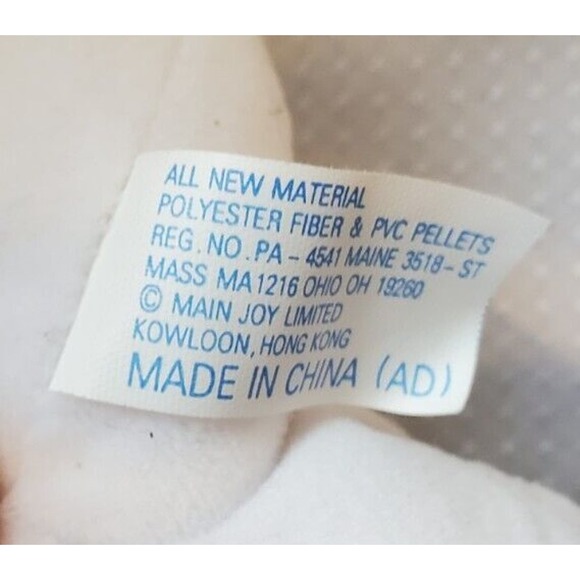 ALL NEW MATERIAL
POLYESTER FIBER & PVC PELLETS
REG. NO. PA - 4541 MAINE 3518 - ST
MASS MA1216 OHIO OH 19260
© MAIN JOY LIMITED
KOWLOON, HONG KONG
MADE IN CHINA (AD)